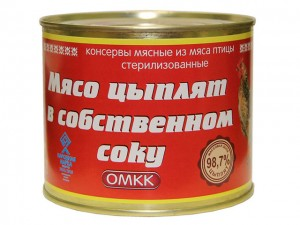 консервы мясные из мяса птицы
стерилизованные
Мясо цыплят
в собственном
соку
98,7%
ОМКК